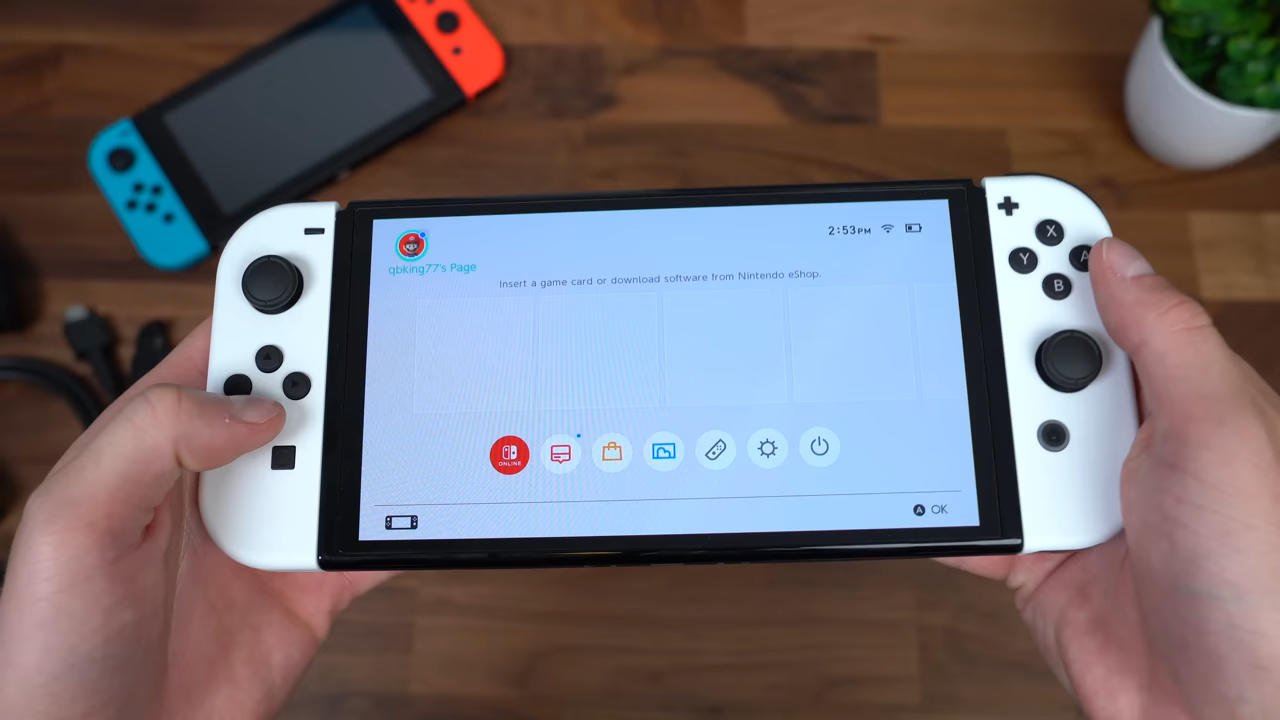 2:53PM
qbking77's Page
Insert a game card or download software from Nintendo eShop.
ONLINE
A OK
X
Y
A
B